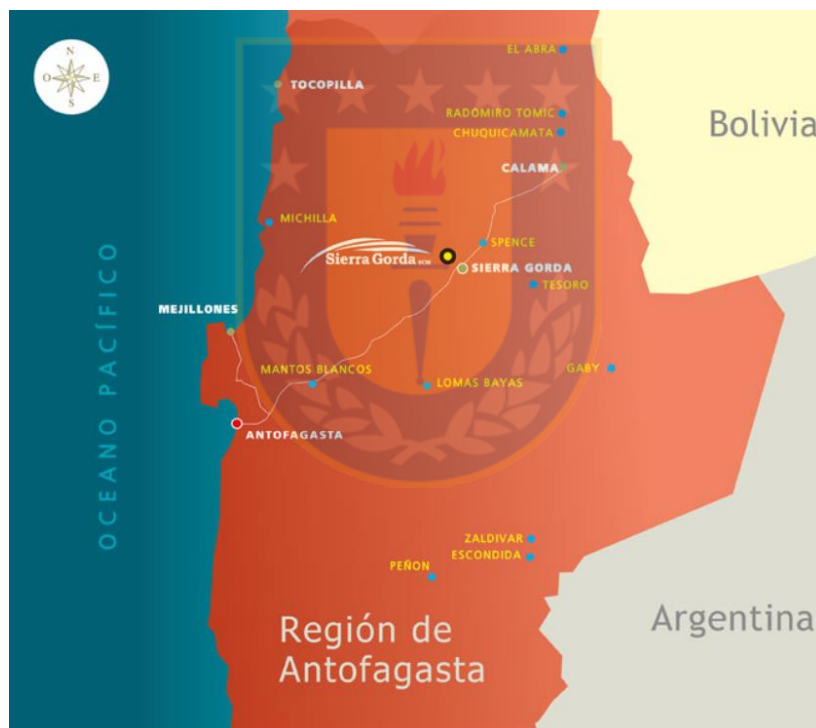 N
O
E
S
EL ABRA
TOCOPILLA
RADOMIRO TOMIC
Bolivia
CHUQUICAMATA
CALAMA
MICHILLA
SPENCE
Sierra Gorda SCM
SIERRA GORDA
TESORO
OCEANO PACÍFICO
MEJILLONES
MANTOS BLANCOS
LOMAS BAYAS
GABY
ANTOFAGASTA
ZALDIVAR
ESCONDIDA
PEÑON
Región de
Antofagasta
Argentina